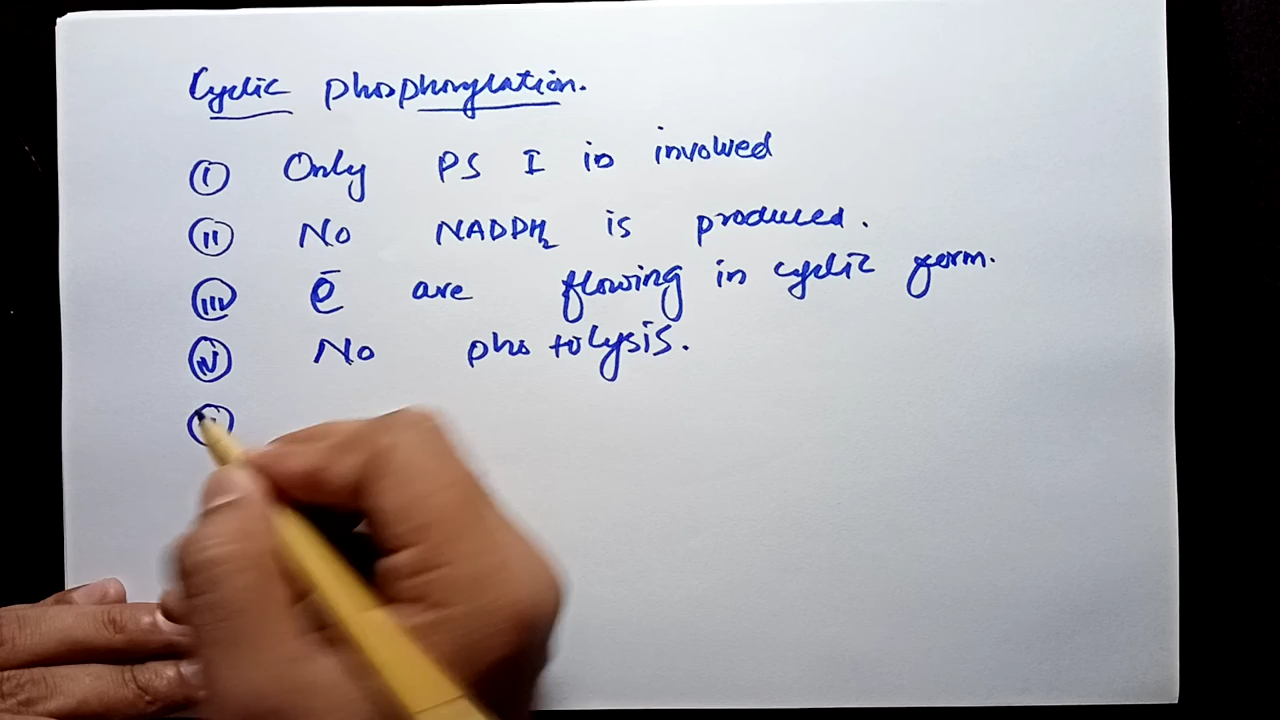 Cyclic phosphorylation.
(i) Only PS I is involved
(ii) No NADPH₂ is produced.
(iii) ē are flowing in cyclic form.
(iv) No photolysis.